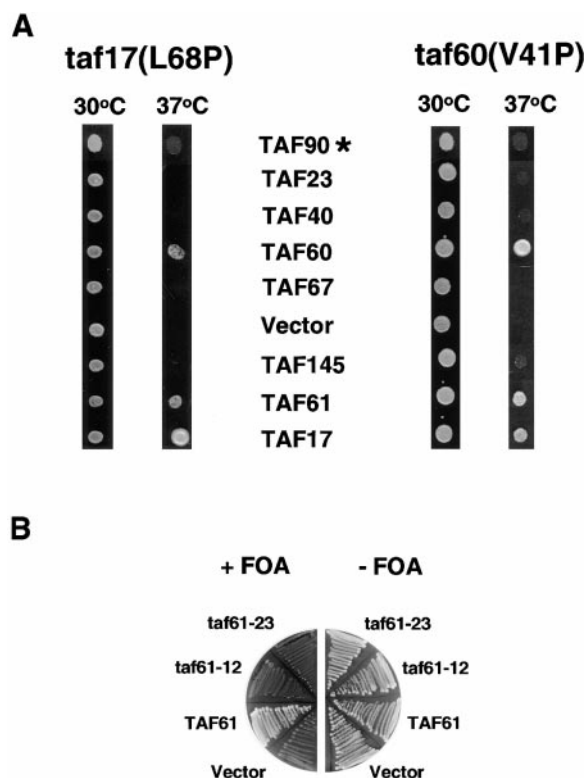 A
taf17(L68P) taf60(V41P)
30°C 37°C 30°C 37°C
TAF90 *
TAF23
TAF40
TAF60
TAF67
Vector
TAF145
TAF61
TAF17
B
+ FOA - FOA
taf61-23 taf61-23
taf61-12 taf61-12
TAF61 TAF61
Vector Vector